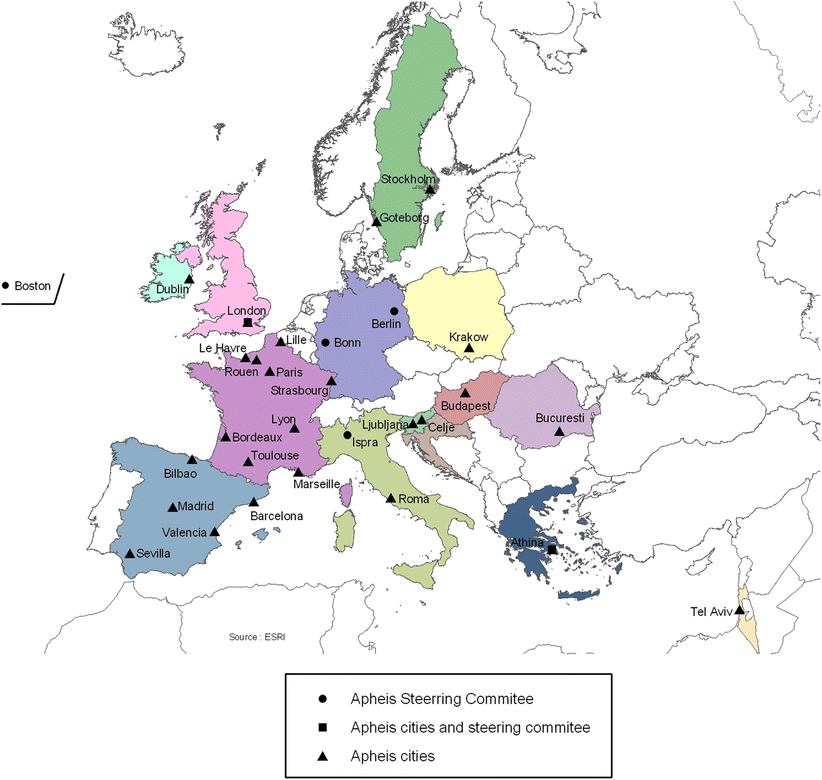 Stockholm
Goteborg
Boston
Dublin
London
Berlin
Bonn
Krakow
Lille
Le Havre
Rouen
Paris
Strasbourg
Budapest
Bucuresti
Lyon
Ljubljana
Celje
Bordeaux
Ispra
Toulouse
Bilbao
Marseille
Roma
Madrid
Barcelona
Valencia
Athina
Sevilla
Tel Aviv
Source : ESRI
Apheis Steerring Commitee
Apheis cities and steering commitee
Apheis cities